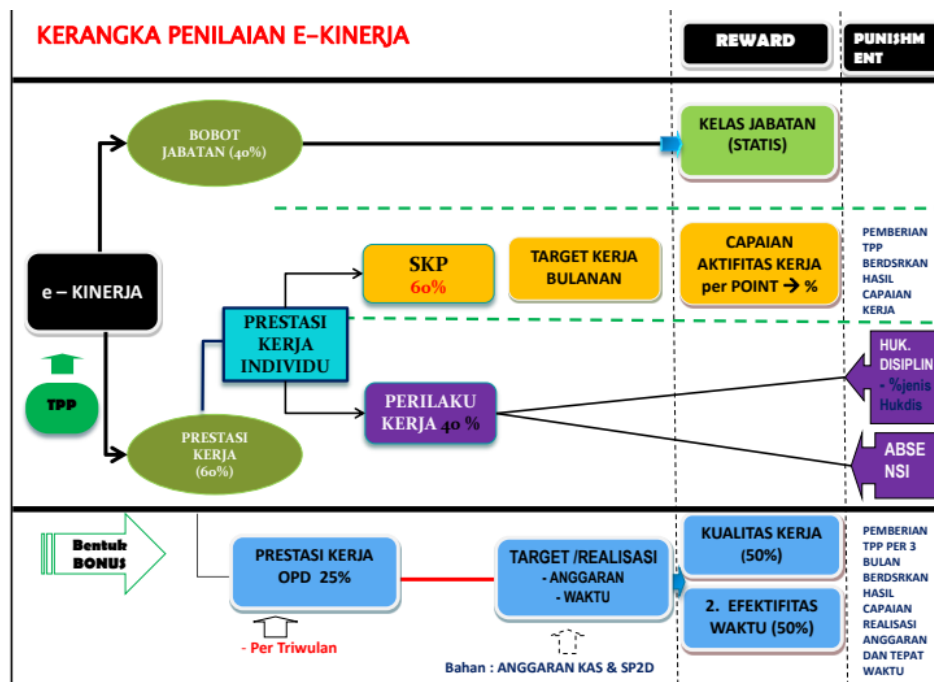 KERANGKA PENILAIAN E-KINERJA
REWARD
PUNISHM
ENT
BOBOT
JABATAN (40%)
KELAS JABATAN
(STATIS)
e – KINERJA
TPP
SKP
60%
TARGET KERJA
BULANAN
CAPAIAN
AKTIFITAS KERJA
per POINT → %
PEMBERIAN
TPP
BERDSRKAN
HASIL
CAPAIAN
KERJA
PRESTASI
KERJA
INDIVIDU
PERILAKU
KERJA 40 %
HUK.
DISIPLIN
- %jenis
Hukdis
PRESTASI
KERJA
(60%)
ABSE
NSI
Bentuk
BONUS
PRESTASI KERJA
OPD 25%
- Per Triwulan
TARGET /REALISASI
- ANGGARAN
- WAKTU
Bahan : ANGGARAN KAS & SP2D
KUALITAS KERJA
(50%)
2. EFEKTIFITAS
WAKTU (50%)
PEMBERIAN
TPP PER 3
BULAN
BERDSRKAN
HASIL
CAPAIAN
REALISASI
ANGGARAN
DAN TEPAT
WAKTU